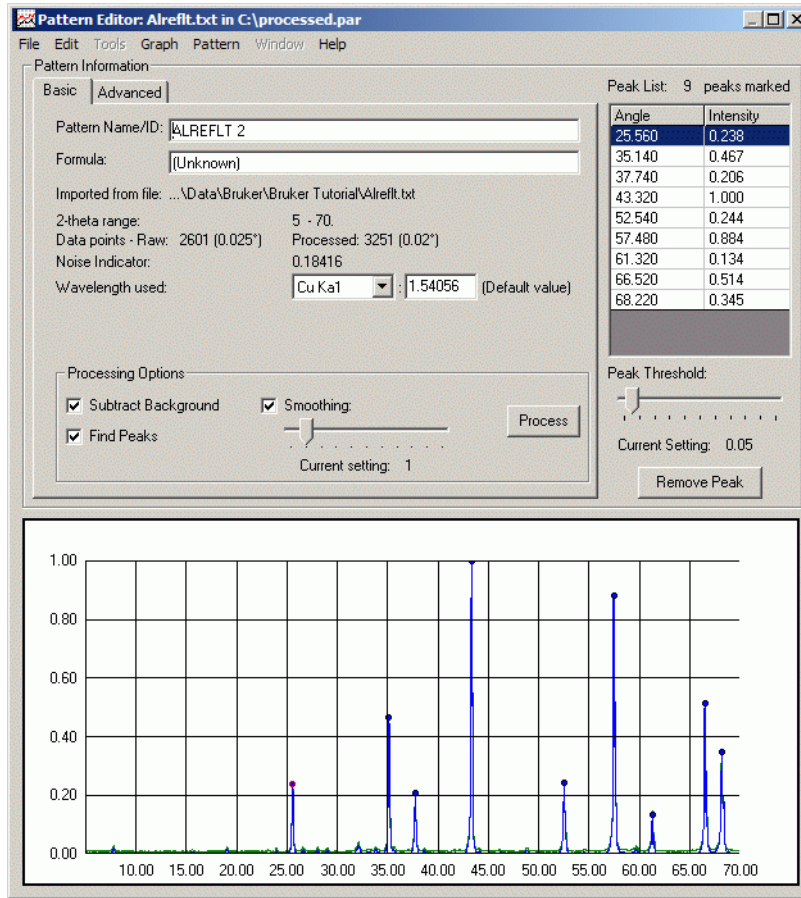 Pattern Editor: Alreflt.txt in C:\processed.par
File Edit Tools Graph Pattern Window Help
Pattern Information
Basic Advanced
Pattern Name/ID: ALREFLT 2
Formula: (Unknown)
Imported from file: ...\Data\Bruker\Bruker Tutorial\Alreflt.txt
2-theta range: 5 - 70.
Data points - Raw: 2601 (0.025°) Processed: 3251 (0.02°)
Noise Indicator: 0.18416
Wavelength used: Cu Ka1 : 1.54056 (Default value)
Processing Options
Subtract Background Smoothing:
Find Peaks
Process
Current setting: 1
Peak List: 9 peaks marked
Angle Intensity
25.560 0.238
35.140 0.467
37.740 0.206
43.320 1.000
52.540 0.244
57.480 0.884
61.320 0.134
66.520 0.514
68.220 0.345
Peak Threshold:
Current Setting: 0.05
Remove Peak
1.00
0.80
0.60
0.40
0.20
0.00
10.00 15.00 20.00 25.00 30.00 35.00 40.00 45.00 50.00 55.00 60.00 65.00 70.00